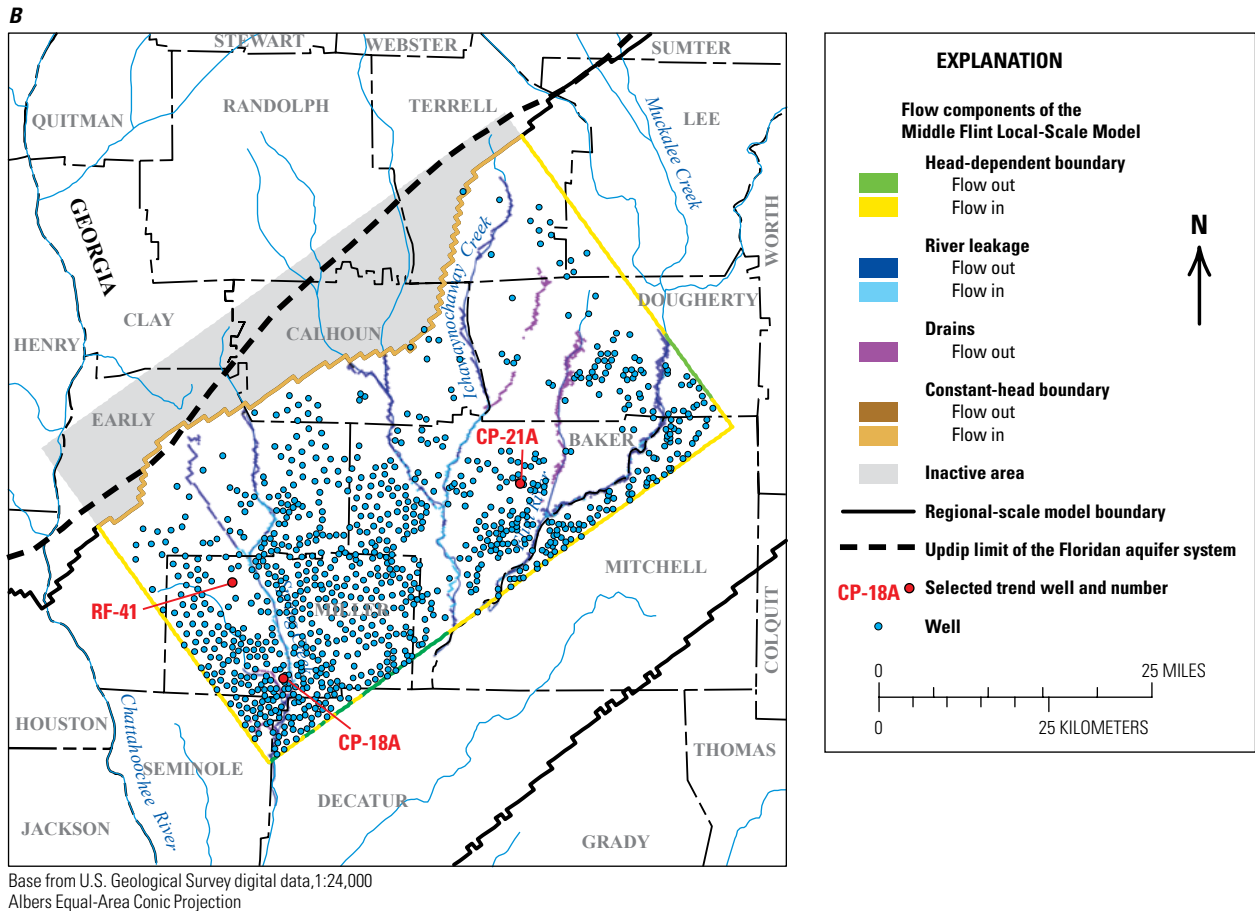 B
STEWART
WEBSTER
SUMTER
QUITMAN
RANDOLPH
TERRELL
LEE
Muckalee Creek
WORTH
GEORGIA
Ichawaynochaway Creek
DOUGHERTY
CLAY
CALHOUN
HENRY
EARLY
CP-21A
BAKER
RF-41
MILLER
MITCHELL
COLQUIT
Chattahoochee River
HOUSTON
CP-18A
SEMINOLE
THOMAS
DECATUR
JACKSON
GRADY
Base from U.S. Geological Survey digital data,1:24,000
Albers Equal-Area Conic Projection
EXPLANATION
Flow components of the
Middle Flint Local-Scale Model
Head-dependent boundary
Flow out
Flow in
River leakage
Flow out
Flow in
Drains
Flow out
Constant-head boundary
Flow out
Flow in
Inactive area
Regional-scale model boundary
Updip limit of the Floridan aquifer system
CP-18A Selected trend well and number
Well
0 25 MILES
0 25 KILOMETERS
N